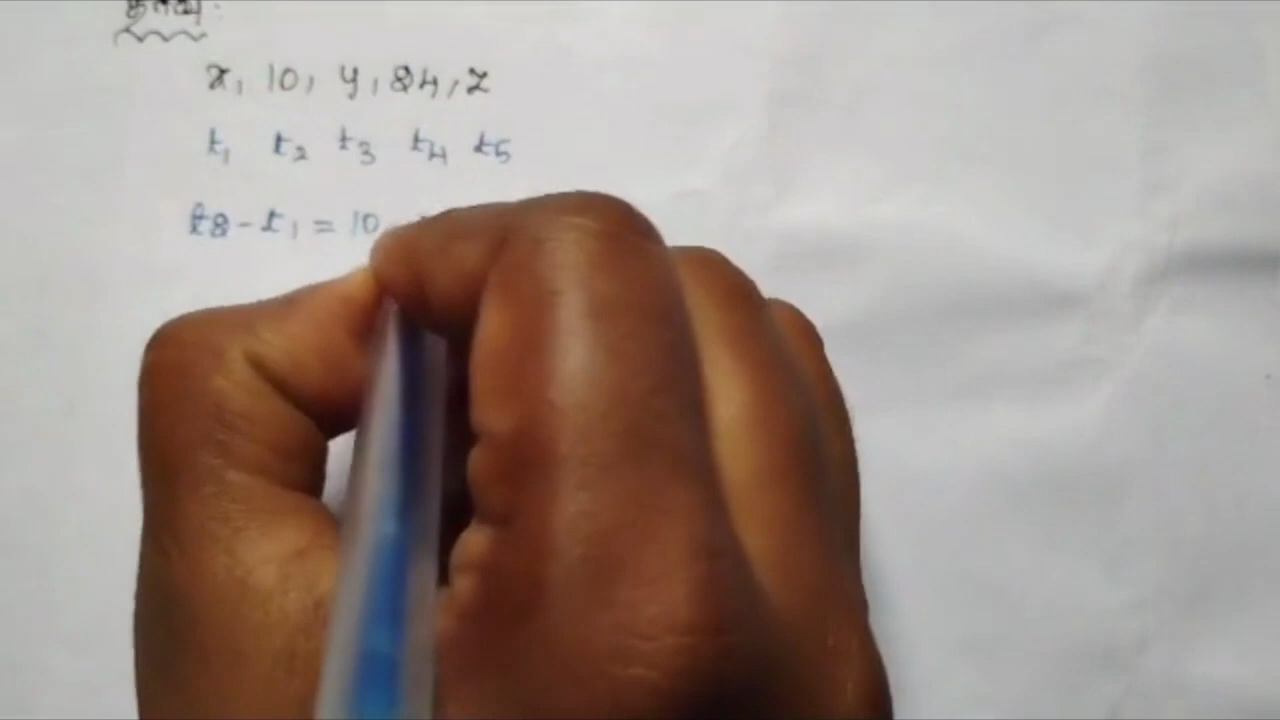 x, 10, y, 24, z
t1 t2 t3 t4 t5
t2 - t1 = 10